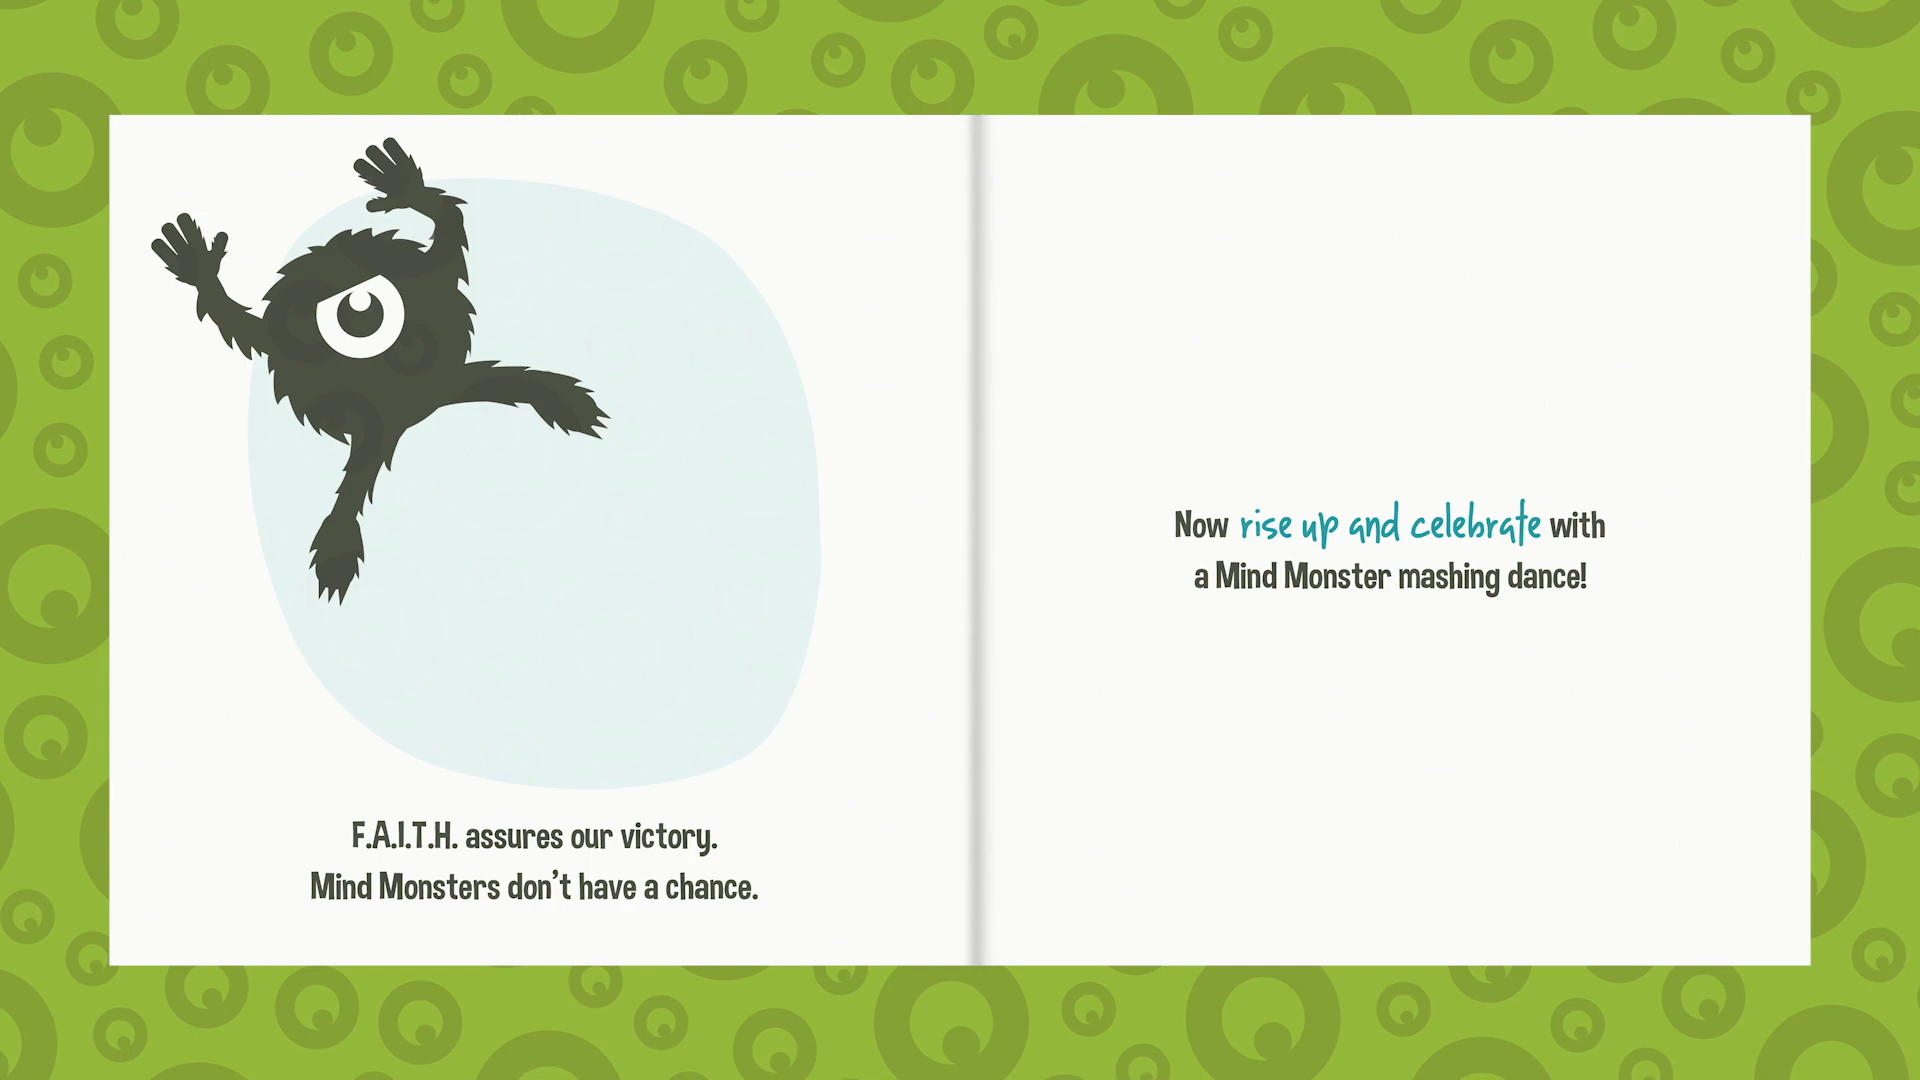 F.A.I.T.H. assures our victory.
Mind Monsters don't have a chance.
Now rise up and celebrate with
a Mind Monster mashing dance!